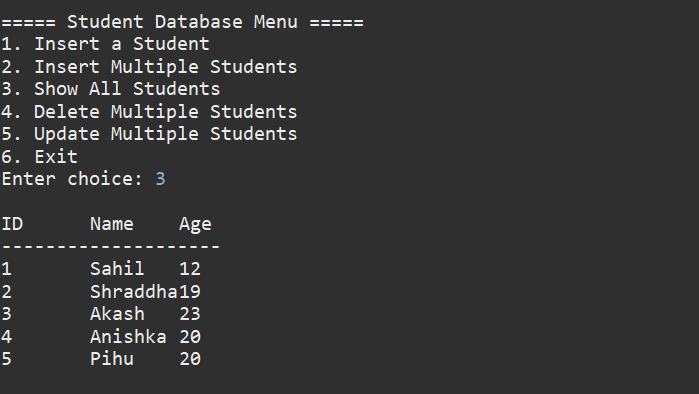 ===== Student Database Menu =====
1. Insert a Student
2. Insert Multiple Students
3. Show All Students
4. Delete Multiple Students
5. Update Multiple Students
6. Exit
Enter choice: 3
ID      Name    Age
--------------------
1       Sahil   12
2       Shraddha19
3       Akash   23
4       Anishka 20
5       Pihu    20